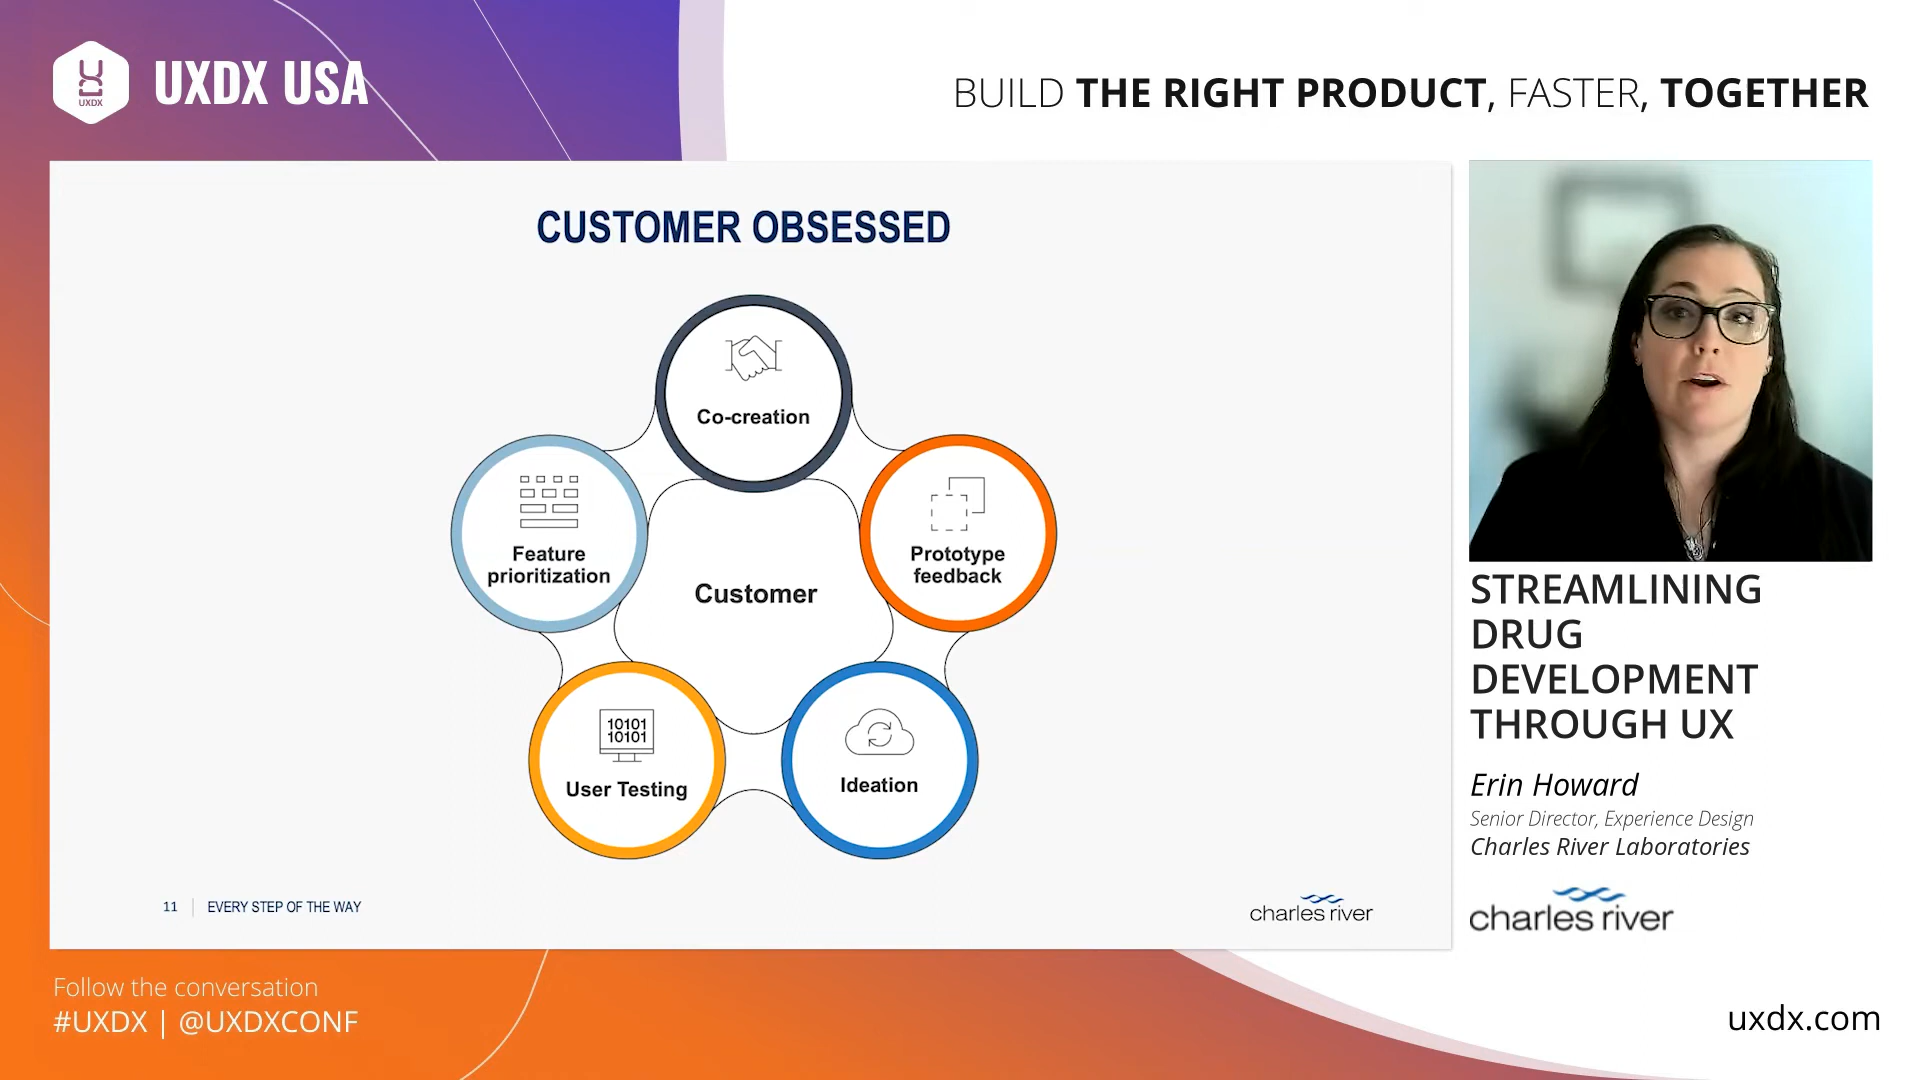 UXDX
UXDX USA
BUILD THE RIGHT PRODUCT, FASTER, TOGETHER
CUSTOMER OBSESSED
Co-creation
Feature
prioritization
Prototype
feedback
Customer
10101
10101
User Testing
Ideation
11
EVERY STEP OF THE WAY
charles river
STREAMLINING
DRUG
DEVELOPMENT
THROUGH UX
Erin Howard
Senior Director, Experience Design
Charles River Laboratories
charles river
Follow the conversation
#UXDX | @UXDXCONF
uxdx.com